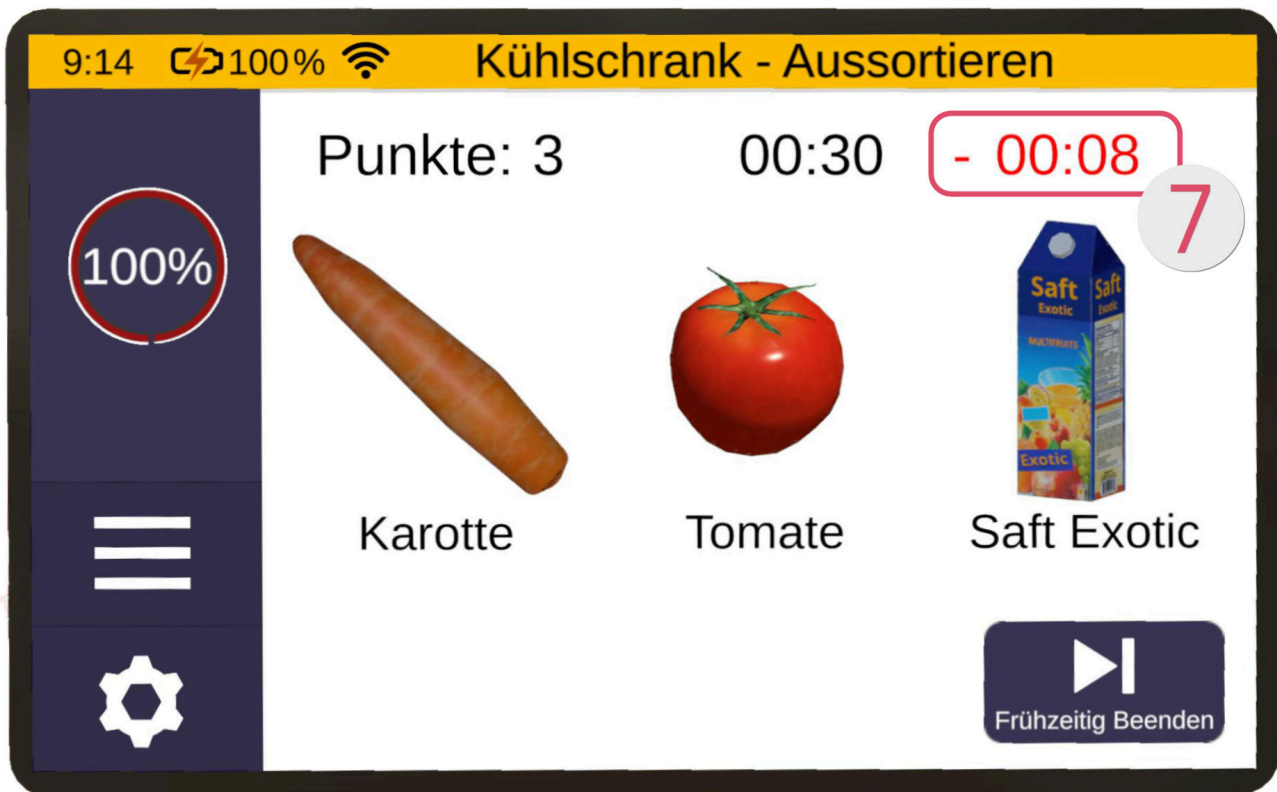 9:14 100% Kühlschrank - Aussortieren
Punkte: 3 00:30 - 00:08
7
100%
Saft Saft
Exotic Exotic
MULTIFRUITS
Exotic
Karotte Tomate Saft Exotic
Frühzeitig Beenden